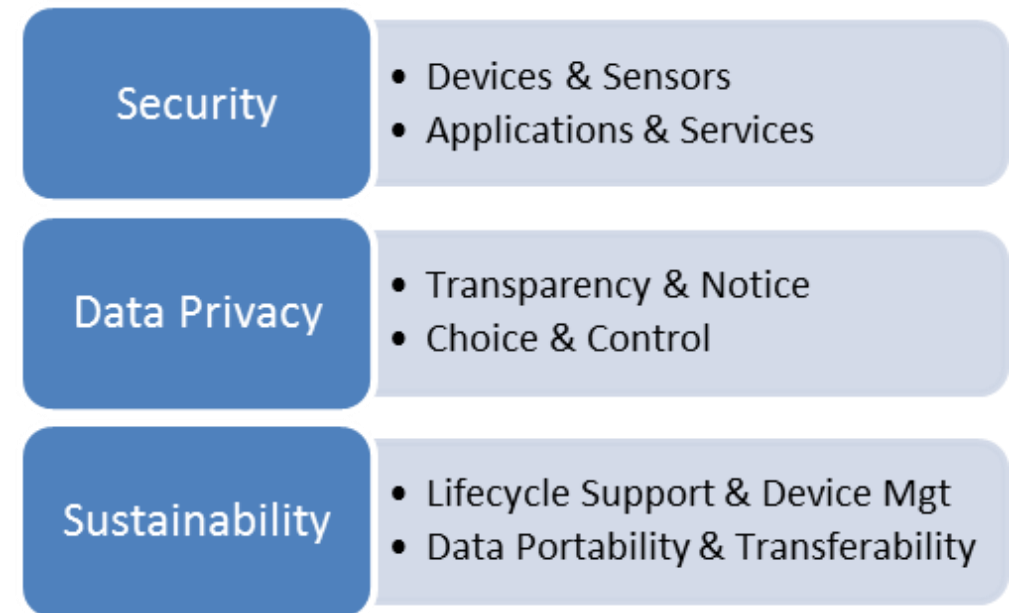 Security
• Devices & Sensors
• Applications & Services
Data Privacy
• Transparency & Notice
• Choice & Control
Sustainability
• Lifecycle Support & Device Mgt
• Data Portability & Transferability